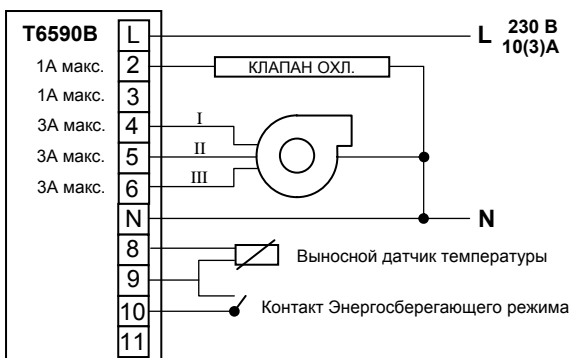 T6590B L L 230 В
10(3)А
1А макс. 2 КЛАПАН ОХЛ.
1А макс. 3
3А макс. 4 I
3А макс. 5 II
3А макс. 6 III
N N
8 Выносной датчик температуры
9
10 Контакт Энергосберегающего режима
11